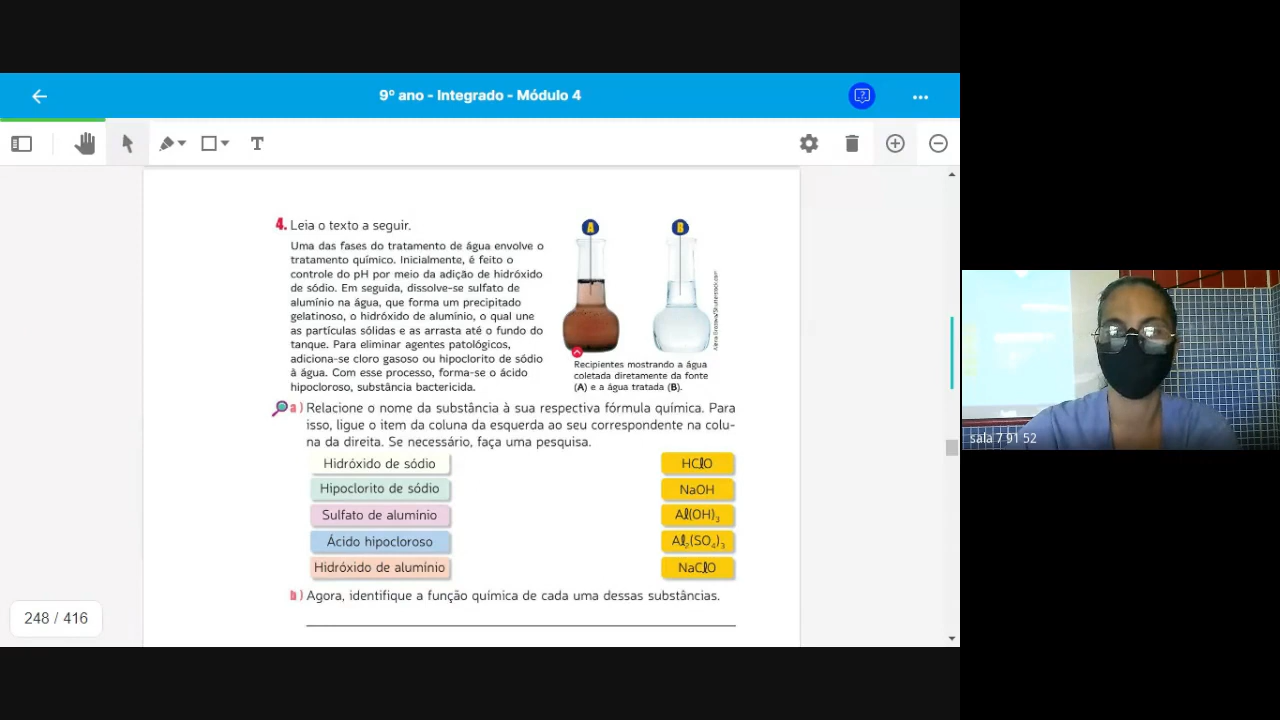 9º ano - Integrado - Módulo 4
T
4. Leia o texto a seguir.
Uma das fases do tratamento de água envolve o
tratamento químico. Inicialmente, é feito o
controle do pH por meio da adição de hidróxido
de sódio. Em seguida, dissolve-se sulfato de
alumínio na água, que forma um precipitado
gelatinoso, o hidróxido de alumínio, o qual une
as partículas sólidas e as arrasta até o fundo do
tanque. Para eliminar agentes patológicos,
adiciona-se cloro gasoso ou hipoclorito de sódio
à água. Com esse processo, forma-se o ácido
hipocloroso, substância bactericida.
A
B
Recipientes mostrando a água
coletada diretamente da fonte
(A) e a água tratada (B).
a) Relacione o nome da substância à sua respectiva fórmula química. Para
isso, ligue o item da coluna da esquerda ao seu correspondente na colu-
na da direita. Se necessário, faça uma pesquisa.
Hidróxido de sódio
HClO
Hipoclorito de sódio
NaOH
Sulfato de alumínio
Al(OH)₃
Ácido hipocloroso
Al₂(SO₄)₃
Hidróxido de alumínio
NaClO
b) Agora, identifique a função química de cada uma dessas substâncias.
248 / 416
sala 7 91 52